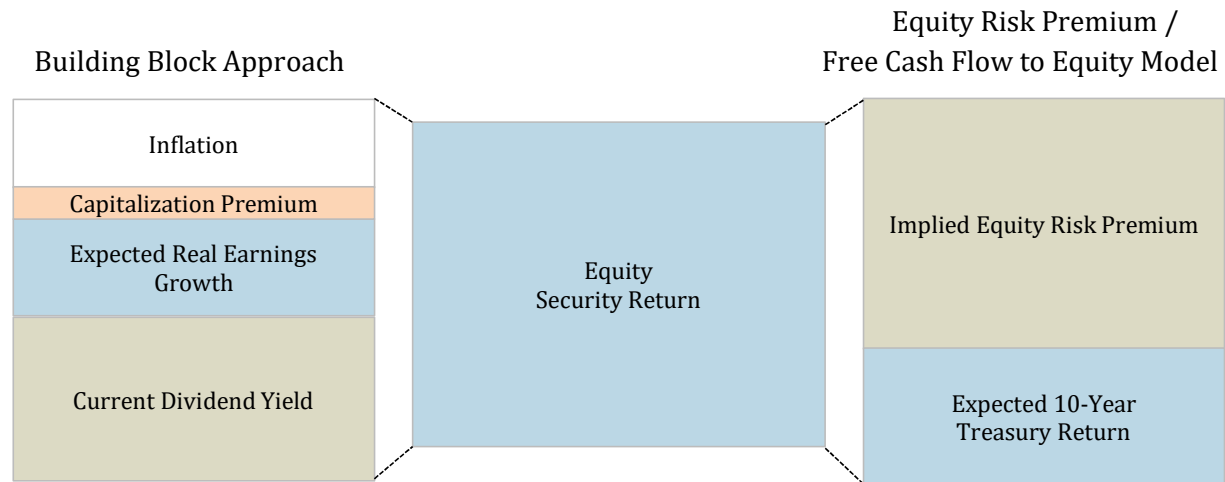 Building Block Approach
Inflation
Capitalization Premium
Expected Real Earnings
Growth
Current Dividend Yield
Equity
Security Return
Equity Risk Premium /
Free Cash Flow to Equity Model
Implied Equity Risk Premium
Expected 10-Year
Treasury Return